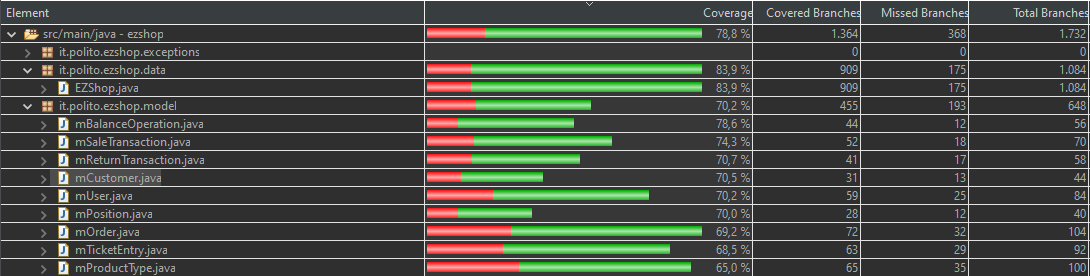 Element Coverage Covered Branches Missed Branches Total Branches
src/main/java - ezshop 78,8 % 1.364 368 1.732
it.polito.ezshop.exceptions 0 0 0
it.polito.ezshop.data 83,9 % 909 175 1.084
EZShop.java 83,9 % 909 175 1.084
it.polito.ezshop.model 70,2 % 455 193 648
mBalanceOperation.java 78,6 % 44 12 56
mSaleTransaction.java 74,3 % 52 18 70
mReturnTransaction.java 70,7 % 41 17 58
mCustomer.java 70,5 % 31 13 44
mUser.java 70,2 % 59 25 84
mPosition.java 70,0 % 28 12 40
mOrder.java 69,2 % 72 32 104
mTicketEntry.java 68,5 % 63 29 92
mProductType.java 65,0 % 65 35 100